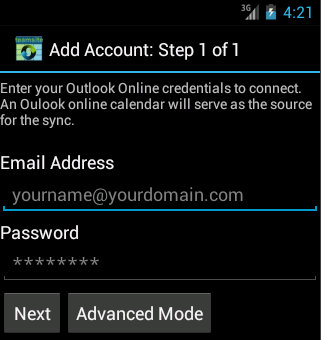 3G 4:21
teamsite
Add Account: Step 1 of 1
Enter your Outlook Online credentials to connect.
An Oulook online calendar will serve as the source
for the sync.
Email Address
yourname@yourdomain.com
Password
********
Next Advanced Mode